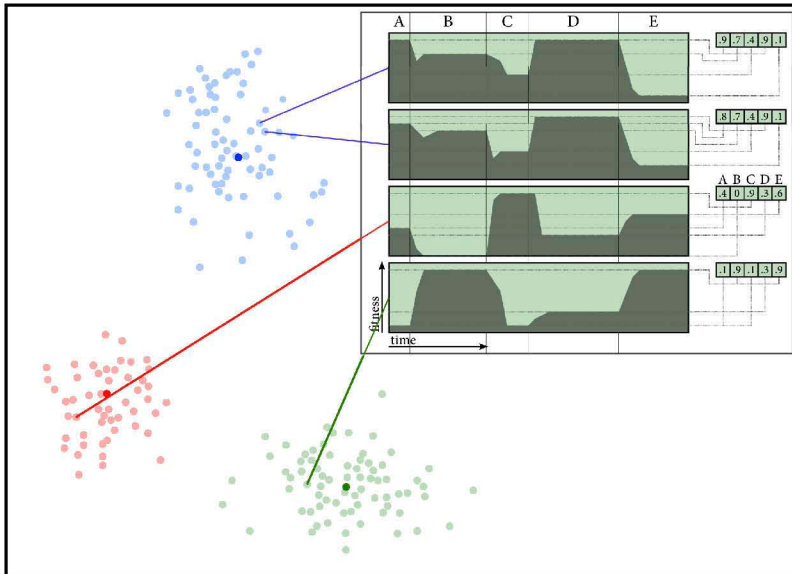 A B C D E
.9 .7 .4 .9 .1
.8 .7 .4 .9 .1
A B C D E
.4 0 .9 .3 .6
.1 .9 .1 .3 .9
fitness
time